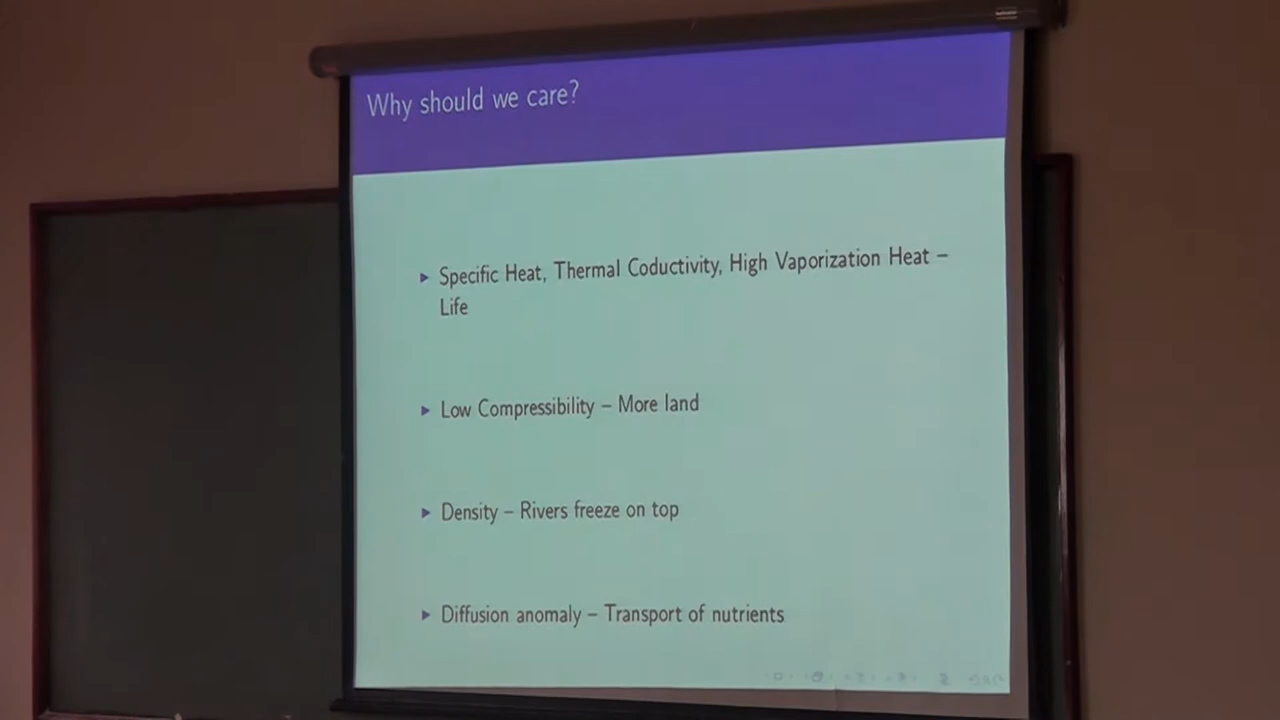 Why should we care?
Specific Heat, Thermal Coductivity, High Vaporization Heat –
Life
Low Compressibility – More land
Density – Rivers freeze on top
Diffusion anomaly – Transport of nutrients